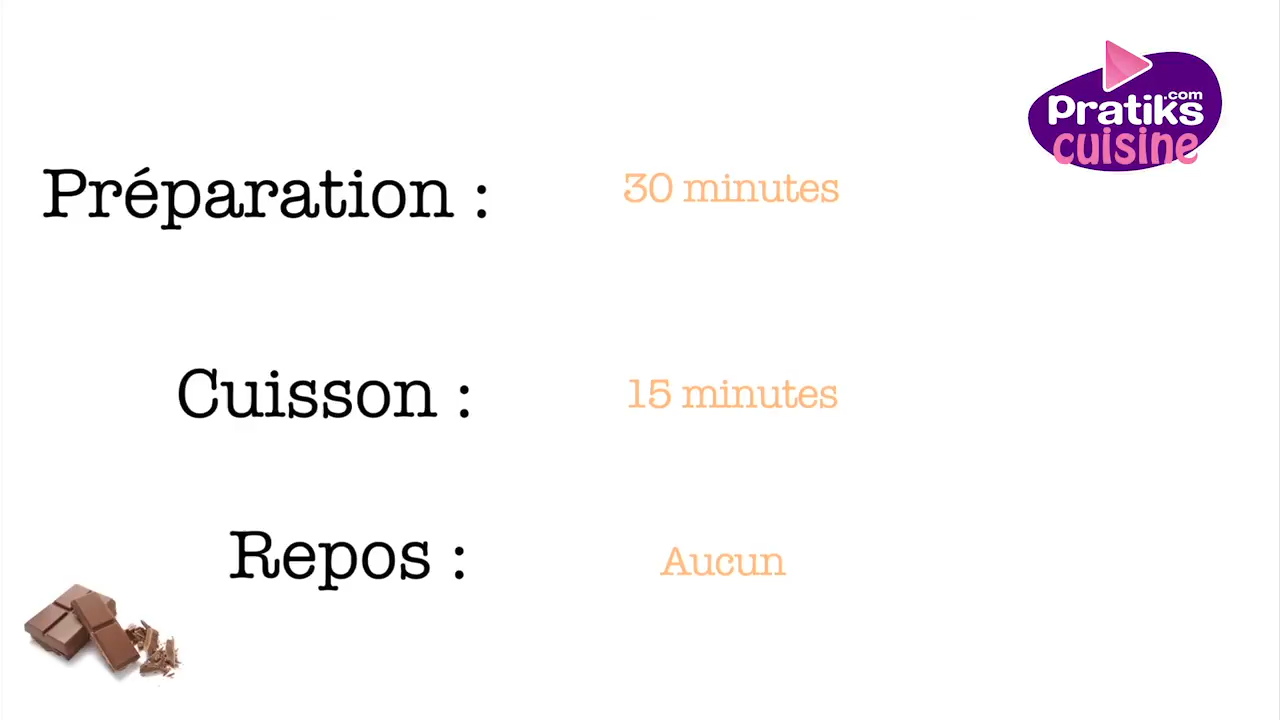 Pratiks.com
cuisine
Préparation : 30 minutes
Cuisson : 15 minutes
Repos : Aucun